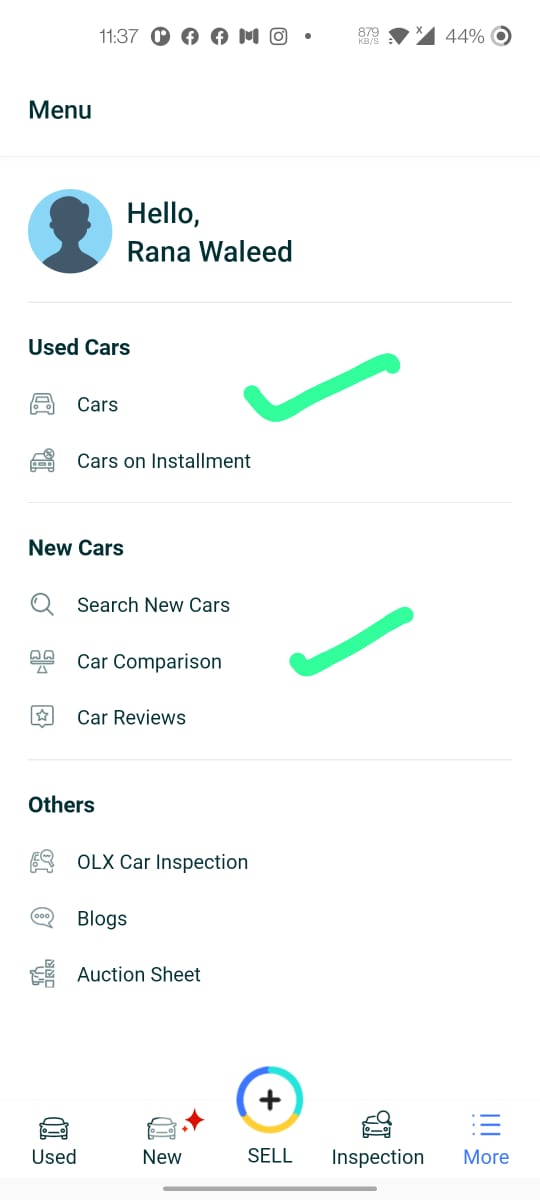 11:37 879 KB/S X 44%
Menu
Hello,
Rana Waleed
Used Cars
Cars
Cars on Installment
New Cars
Search New Cars
Car Comparison
Car Reviews
Others
OLX Car Inspection
Blogs
Auction Sheet
Used New SELL Inspection More